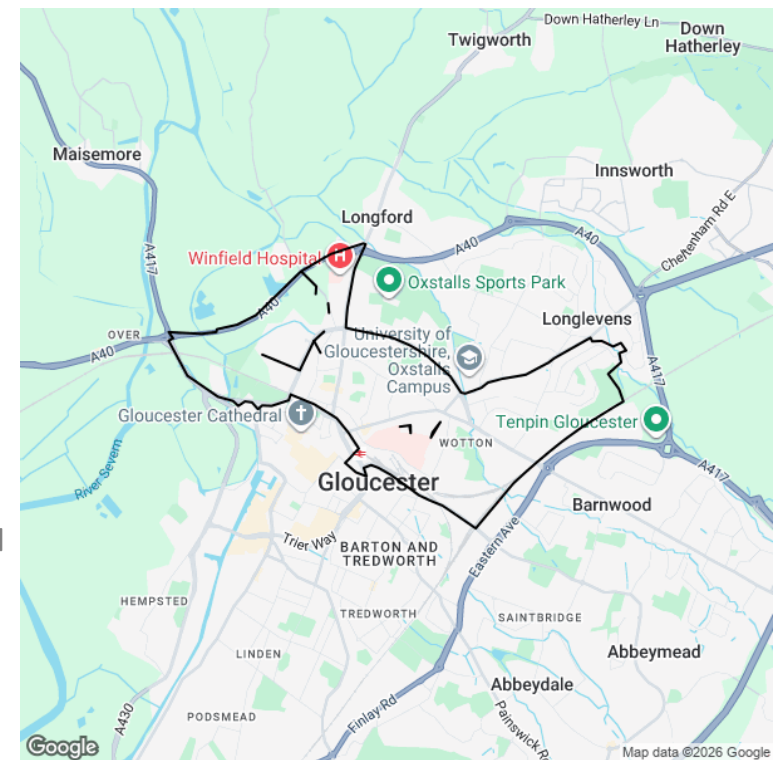 Down Hatherley Ln
Down
Hatherley
Twigworth
Maisemore
Innsworth
Cheltenham Rd E
Longford
A40
A40
A417
Winfield Hospital
H
Oxstalls Sports Park
A40
OVER
A40
Longlevens
University of
Gloucestershire,
Oxstalls
Campus
A417
Gloucester Cathedral
Tenpin Gloucester
WOTTON
River Severn
A417
Gloucester
Barnwood
Trier Way
Eastern Ave
BARTON AND
TREDWORTH
HEMPSTED
TREDWORTH
SAINTBRIDGE
LINDEN
Abbeymead
Abbeydale
A430
PODSMEAD
Finlay Rd
Painswick Rd
Google
Map data ©2026 Google